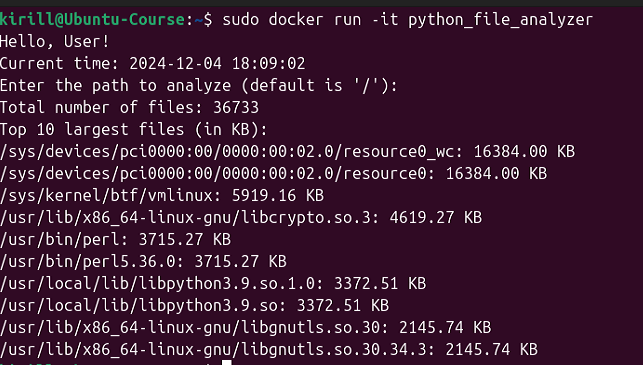 kirill@Ubuntu-Course:~$ sudo docker run -it python_file_analyzer
Hello, User!
Current time: 2024-12-04 18:09:02
Enter the path to analyze (default is '/'):
Total number of files: 36733
Top 10 largest files (in KB):
/sys/devices/pci0000:00/0000:00:02.0/resource0_wc: 16384.00 KB
/sys/devices/pci0000:00/0000:00:02.0/resource0: 16384.00 KB
/sys/kernel/btf/vmlinux: 5919.16 KB
/usr/lib/x86_64-linux-gnu/libcrypto.so.3: 4619.27 KB
/usr/bin/perl: 3715.27 KB
/usr/bin/perl5.36.0: 3715.27 KB
/usr/local/lib/libpython3.9.so.1.0: 3372.51 KB
/usr/local/lib/libpython3.9.so: 3372.51 KB
/usr/lib/x86_64-linux-gnu/libgnutls.so.30: 2145.74 KB
/usr/lib/x86_64-linux-gnu/libgnutls.so.30.34.3: 2145.74 KB